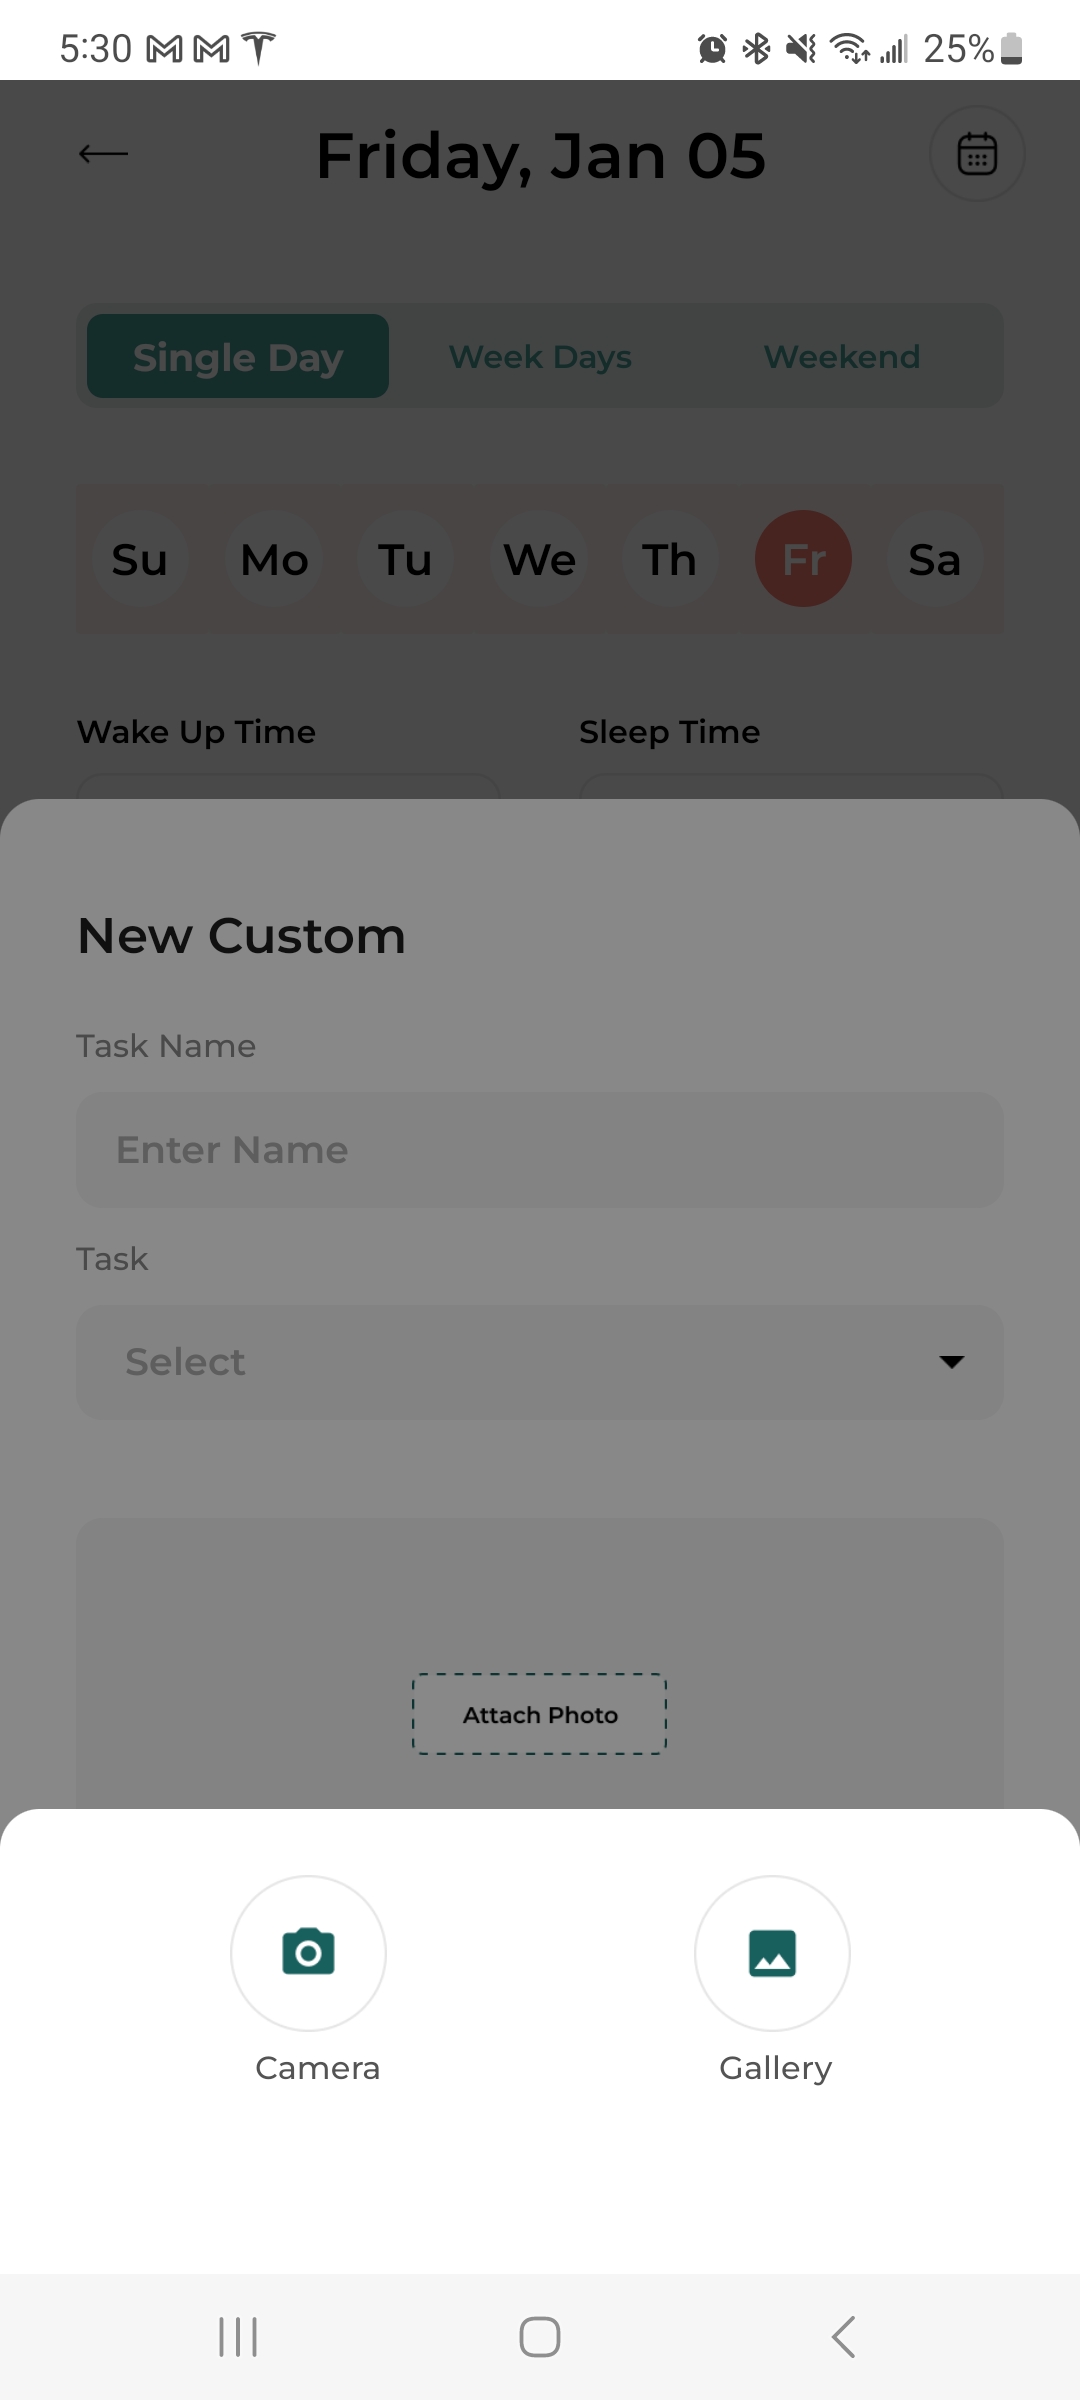 5:30 25%
Friday, Jan 05
Single Day Week Days Weekend
Su Mo Tu We Th Fr Sa
Wake Up Time Sleep Time
New Custom
Task Name
Enter Name
Task
Select
Attach Photo
Camera Gallery